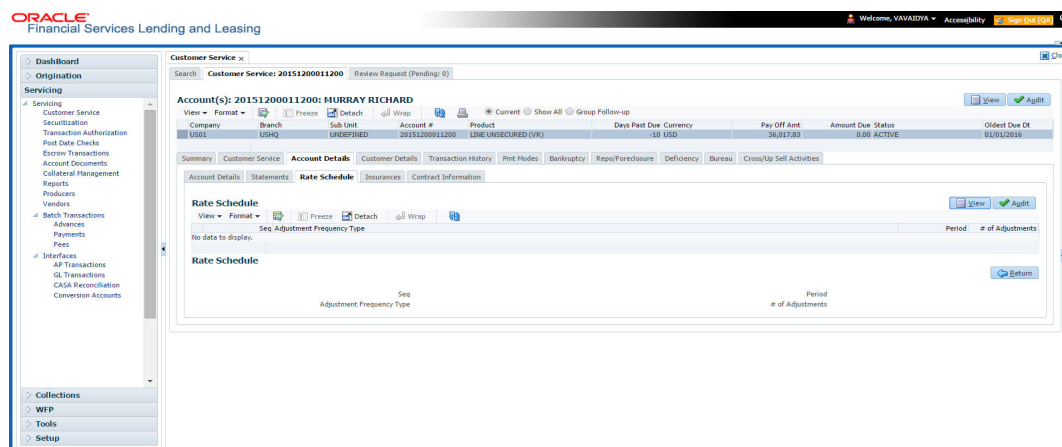 ORACLE
Financial Services Lending and Leasing
Welcome, VAVAIDYA Accessibility Sign Out [QA]
DashBoard
Origination
Servicing
Servicing
Customer Service
Securitization
Transaction Authorization
Post Date Checks
Escrow Transactions
Account Documents
Collateral Management
Reports
Producers
Vendors
Batch Transactions
Advances
Payments
Fees
Interfaces
AP Transactions
GL Transactions
CASA Reconciliation
Conversion Accounts
Collections
WFP
Tools
Setup
Customer Service x
Clo
Search Customer Service: 20151200011200 Review Request (Pending: 0)
Account(s): 20151200011200: MURRAY RICHARD
View Audit
View Format Freeze Detach Wrap Current Show All Group Follow-up
Company Branch Sub Unit Account # Product Days Past Due Currency Pay Off Amt Amount Due Status Oldest Due Dt
US01 USHQ UNDEFINED 20151200011200 LINE UNSECURED (VR) -10 USD 36,017.83 0.00 ACTIVE 01/01/2016
Summary Customer Service Account Details Customer Details Transaction History Pmt Modes Bankruptcy Repo/Foreclosure Deficiency Bureau Cross/Up Sell Activities
Account Details Statements Rate Schedule Insurances Contract Information
Rate Schedule
View Audit
View Format Freeze Detach Wrap
Seq Adjustment Frequency Type Period # of Adjustments
No data to display.
Rate Schedule
Return
Seq Period
Adjustment Frequency Type # of Adjustments